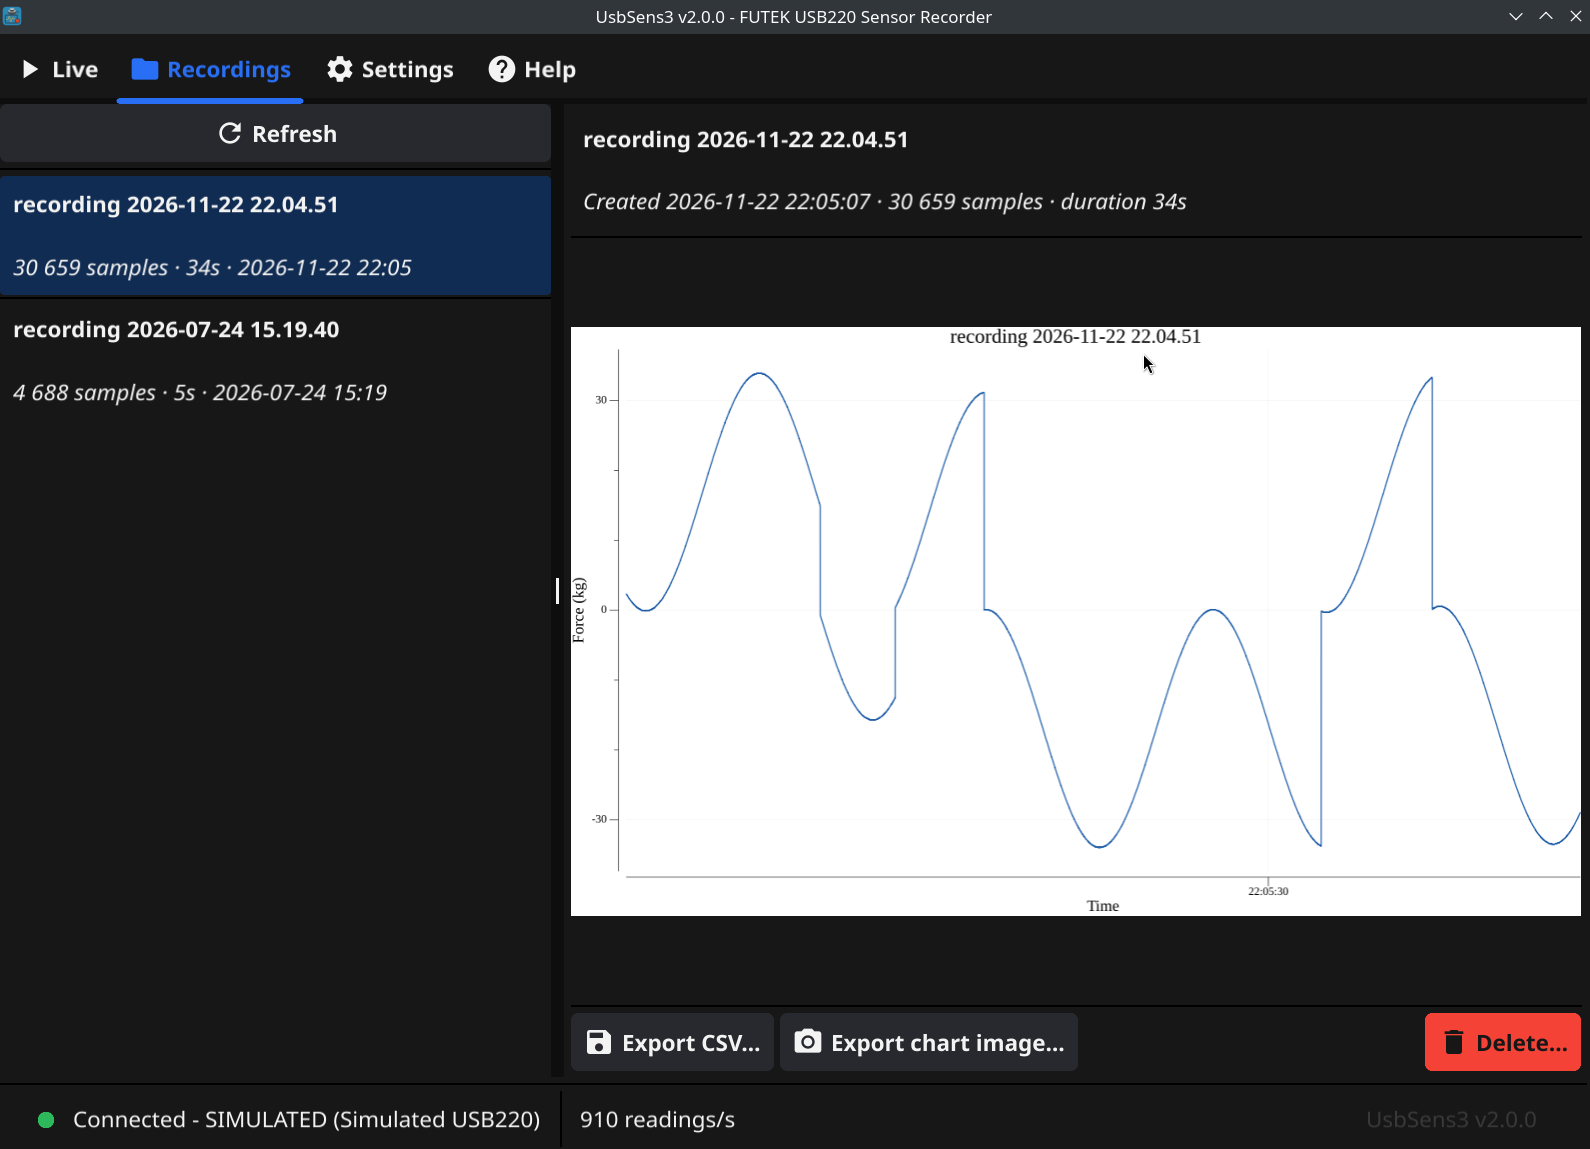 UsbSens3 v2.0.0 - FUTEK USB220 Sensor Recorder
Live
Recordings
Settings
Help
Refresh
recording 2026-11-22 22.04.51
30 659 samples · 34s · 2026-11-22 22:05
recording 2026-07-24 15.19.40
4 688 samples · 5s · 2026-07-24 15:19
recording 2026-11-22 22.04.51
Created 2026-11-22 22:05:07 · 30 659 samples · duration 34s
recording 2026-11-22 22.04.51
30
0
-30
Force (kg)
22:05:30
Time
Export CSV...
Export chart image...
Delete...
Connected - SIMULATED (Simulated USB220)
910 readings/s
UsbSens3 v2.0.0